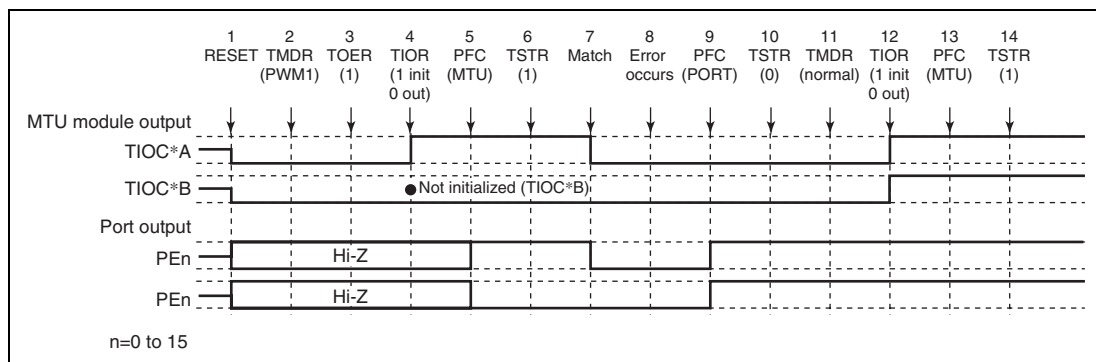 1 2 3 4 5 6 7 8 9 10 11 12 13 14
RESET TMDR TOER TIOR PFC TSTR Match Error PFC TSTR TMDR TIOR PFC TSTR
(PWM1) (1) (1 init (MTU) (1) occurs (PORT) (0) (normal) (1 init (MTU) (1)
0 out) 0 out)
MTU module output
TIOC*A
TIOC*B
Not initialized (TIOC*B)
Port output
PEn
Hi-Z
PEn
Hi-Z
n=0 to 15